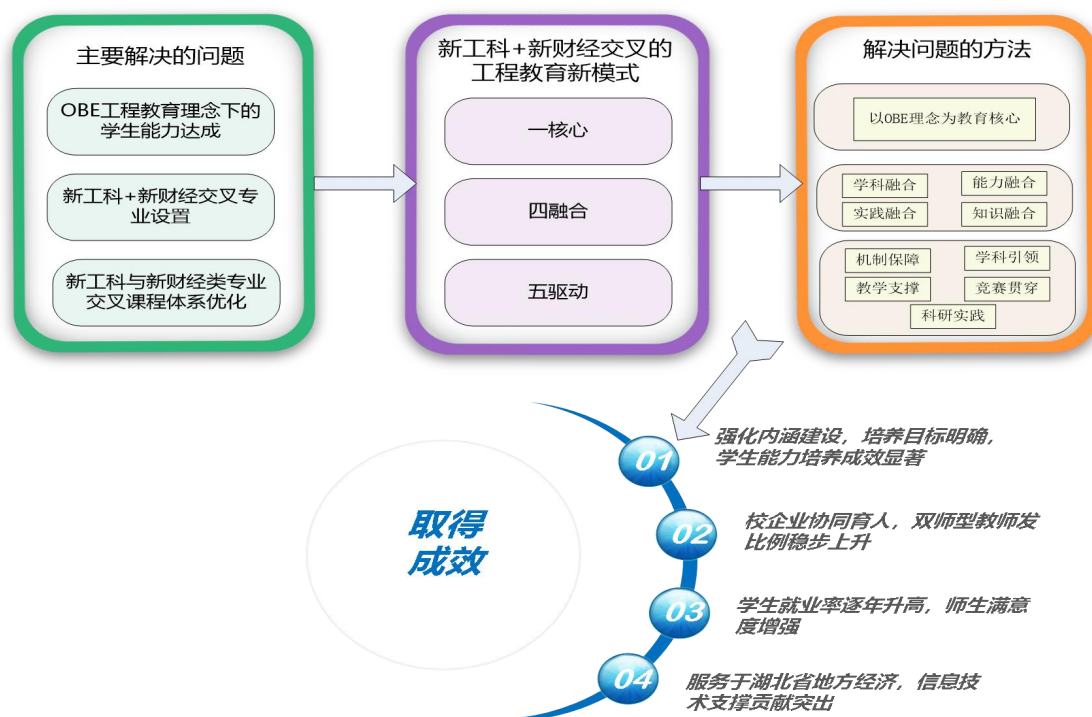 主要解决的问题
OBE工程教育理念下的
学生能力达成
新工科+新财经交叉专
业设置
新工科与新财经类专业
交叉课程体系优化
新工科+新财经交叉的
工程教育新模式
一核心
四融合
五驱动
解决问题的方法
以OBE理念为教育核心
学科融合
能力融合
实践融合
知识融合
机制保障
学科引领
教学支撑
竞赛贯穿
科研实践
取得
成效
01
强化内涵建设，培养目标明确，
学生能力培养成效显著
02
校企业协同育人，双师型教师发
比例稳步上升
03
学生就业率逐年升高，师生满意
度增强
04
服务于湖北省地方经济，信息技
术支撑贡献突出